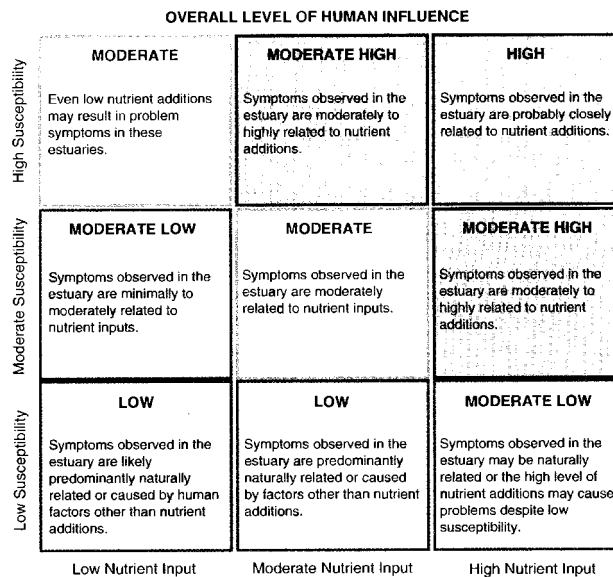 OVERALL LEVEL OF HUMAN INFLUENCE
High Susceptibility
MODERATE
Even low nutrient additions
may result in problem
symptoms in these
estuaries.
MODERATE HIGH
Symptoms observed in the
estuary are moderately to
highly related to nutrient
additions.
HIGH
Symptoms observed in the
estuary are probably closely
related to nutrient additions.
Moderate Susceptibility
MODERATE LOW
Symptoms observed in the
estuary are minimally to
moderately related to
nutrient inputs.
MODERATE
Symptoms observed in the
estuary are moderately
related to nutrient inputs.
MODERATE HIGH
Symptoms observed in the
estuary are moderately to
highly related to nutrient
additions.
Low Susceptibility
LOW
Symptoms observed in the
estuary are likely
predominantly naturally
related or caused by human
factors other than nutrient
additions.
LOW
Symptoms observed in the
estuary are predominantly
naturally related or caused
by factors other than nutrient
additions.
MODERATE LOW
Symptoms observed in the
estuary may be naturally
related or the high level of
nutrient additions may cause
problems despite low
susceptibility.
Low Nutrient Input
Moderate Nutrient Input
High Nutrient Input